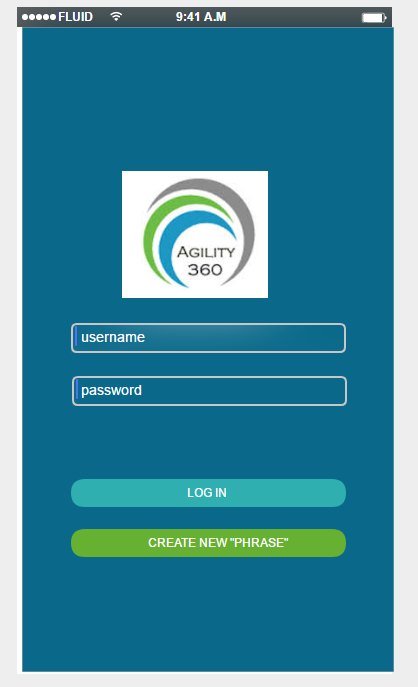 FLUID 9:41 A.M
AGILITY
360
username
password
LOG IN
CREATE NEW "PHRASE"